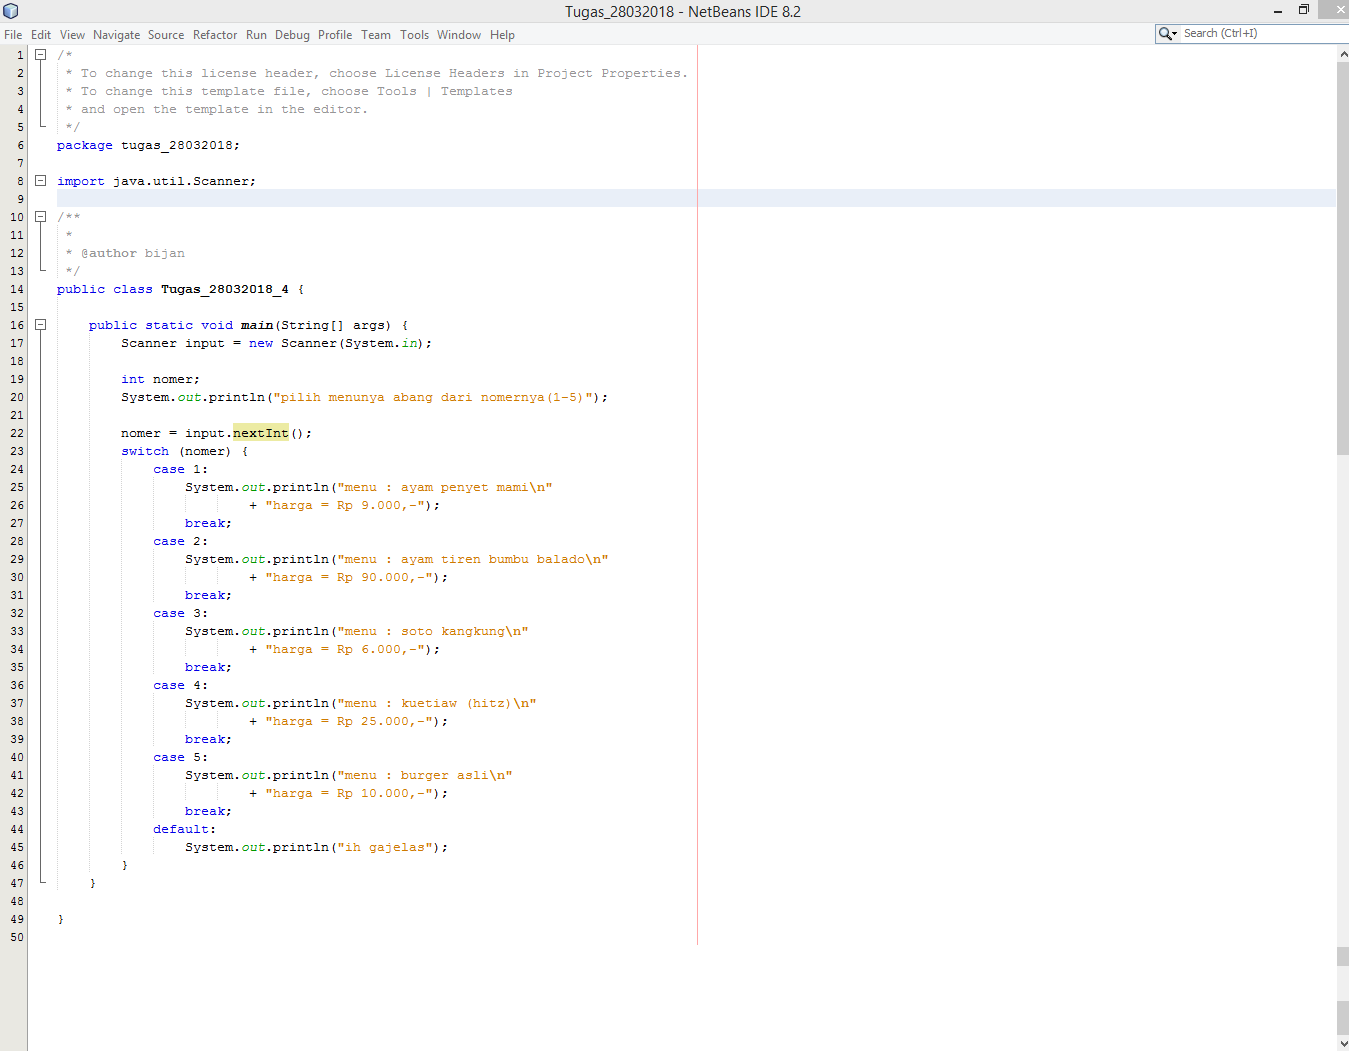 Tugas_28032018 - NetBeans IDE 8.2
File Edit View Navigate Source Refactor Run Debug Profile Team Tools Window Help
Search (Ctrl+I)
1 /*
2  * To change this license header, choose License Headers in Project Properties.
3  * To change this template file, choose Tools | Templates
4  * and open the template in the editor.
5  */
6 package tugas_28032018;
7
8 import java.util.Scanner;
9
10 /**
11  *
12  * @author bijan
13  */
14 public class Tugas_28032018_4 {
15
16     public static void main(String[] args) {
17         Scanner input = new Scanner(System.in);
18
19         int nomer;
20         System.out.println("pilih menunya abang dari nomernya(1-5)");
21
22         nomer = input.nextInt();
23         switch (nomer) {
24             case 1:
25                 System.out.println("menu : ayam penyet mami\n"
26                         + "harga = Rp 9.000,-");
27                 break;
28             case 2:
29                 System.out.println("menu : ayam tiren bumbu balado\n"
30                         + "harga = Rp 90.000,-");
31                 break;
32             case 3:
33                 System.out.println("menu : soto kangkung\n"
34                         + "harga = Rp 6.000,-");
35                 break;
36             case 4:
37                 System.out.println("menu : kuetiaw (hitz)\n"
38                         + "harga = Rp 25.000,-");
39                 break;
40             case 5:
41                 System.out.println("menu : burger asli\n"
42                         + "harga = Rp 10.000,-");
43                 break;
44             default:
45                 System.out.println("ih gajelas");
46         }
47     }
48
49 }
50